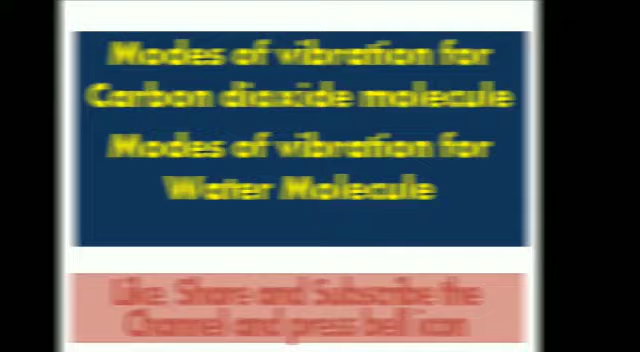 Modes of vibration for
Carbon dioxide molecule
Modes of vibration for
Water Molecule
Like. Share and Subscribe the
Channel and press bell icon